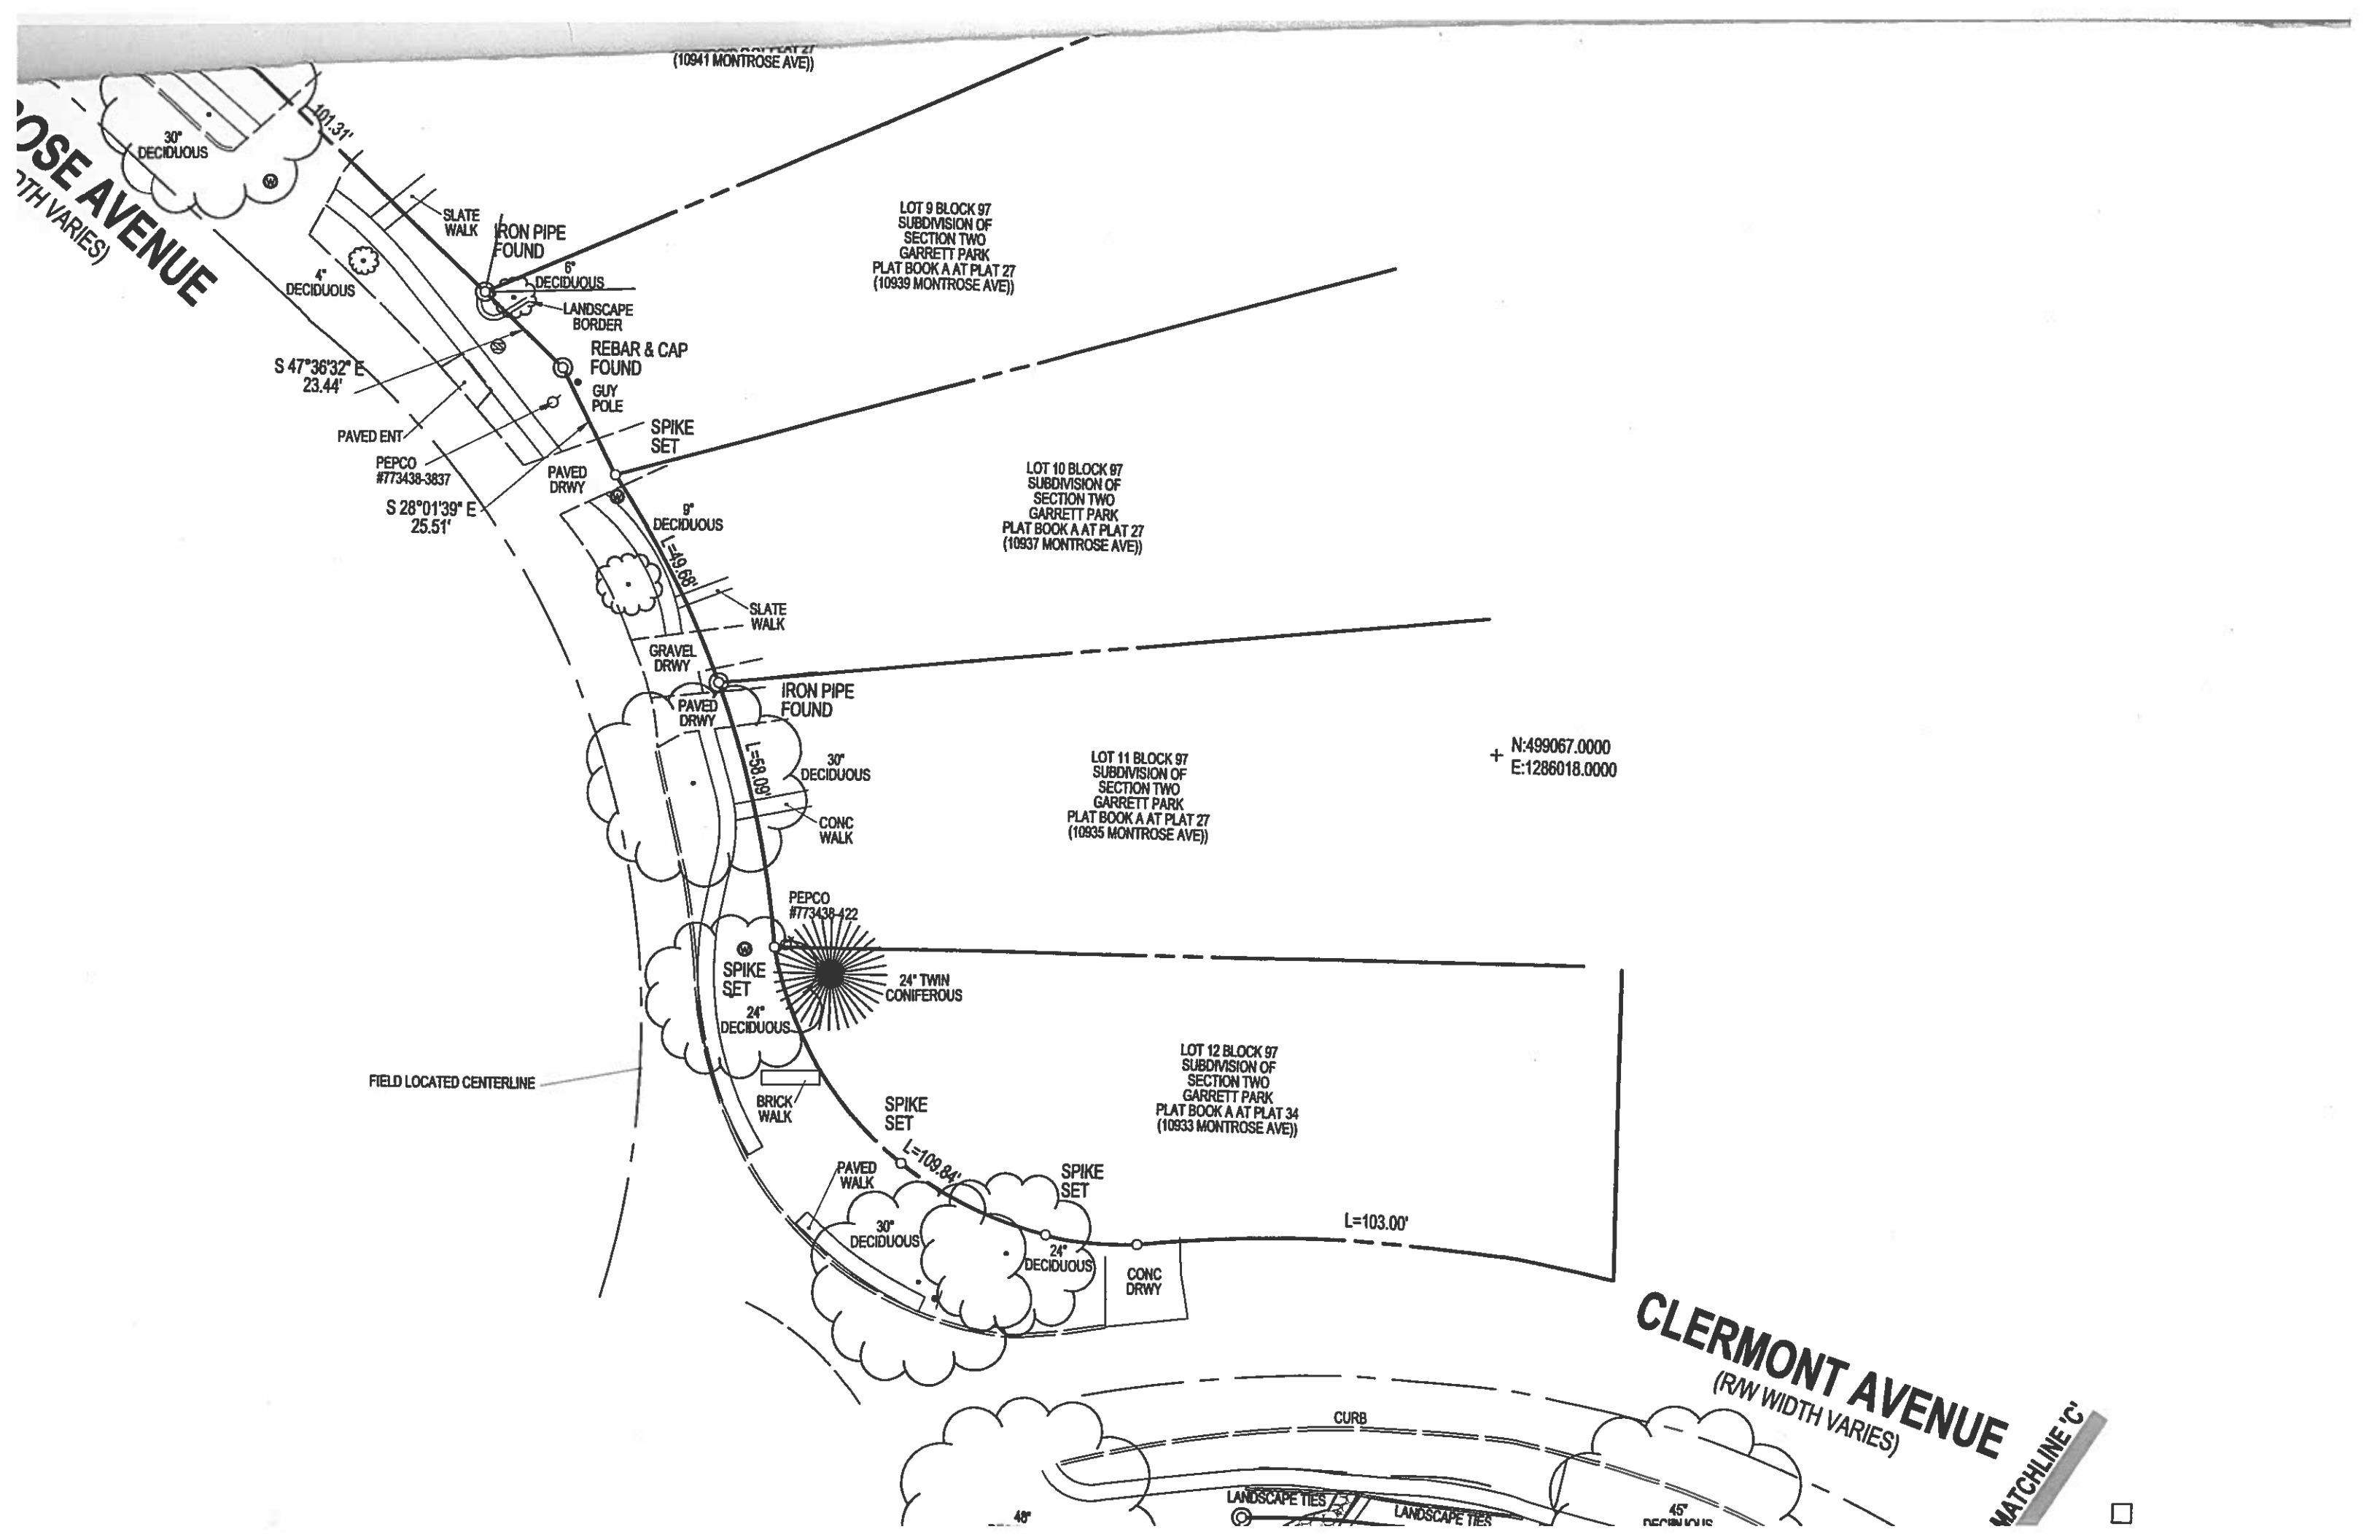 (10941 MONTROSE AVE))
101.31'
30"
DECIDUOUS
OSE AVENUE
DTH VARIES)
SLATE
WALK
IRON PIPE
FOUND
LOT 9 BLOCK 97
SUBDIVISION OF
SECTION TWO
GARRETT PARK
PLAT BOOK A AT PLAT 27
(10939 MONTROSE AVE))
4"
DECIDUOUS
6"
DECIDUOUS
LANDSCAPE
BORDER
S 47°36'32" E
23.44'
REBAR & CAP
FOUND
GUY
POLE
PAVED ENT
SPIKE
SET
PEPCO
#773438-3837
PAVED
DRWY
S 28°01'39" E
25.51'
W
W
9"
DECIDUOUS
LOT 10 BLOCK 97
SUBDIVISION OF
SECTION TWO
GARRETT PARK
PLAT BOOK A AT PLAT 27
(10937 MONTROSE AVE))
L=49.68'
SLATE
WALK
GRAVEL
DRWY
IRON PIPE
FOUND
PAVED
DRWY
L=58.09'
30"
DECIDUOUS
LOT 11 BLOCK 97
SUBDIVISION OF
SECTION TWO
GARRETT PARK
PLAT BOOK A AT PLAT 27
(10935 MONTROSE AVE))
N:499067.0000
E:1286018.0000
CONC
WALK
PEPCO
#773438-422
W
SPIKE
SET
24" TWIN
CONIFEROUS
24"
DECIDUOUS
FIELD LOCATED CENTERLINE
BRICK
WALK
SPIKE
SET
LOT 12 BLOCK 97
SUBDIVISION OF
SECTION TWO
GARRETT PARK
PLAT BOOK A AT PLAT 34
(10933 MONTROSE AVE))
L=109.84'
PAVED
WALK
SPIKE
SET
30"
DECIDUOUS
24"
DECIDUOUS
CONC
DRWY
L=103.00'
CLERMONT AVENUE
(R/W WIDTH VARIES)
MATCHLINE 'C'
CURB
LANDSCAPE TIES
LANDSCAPE TIES
48"
45"
DECIDUOUS